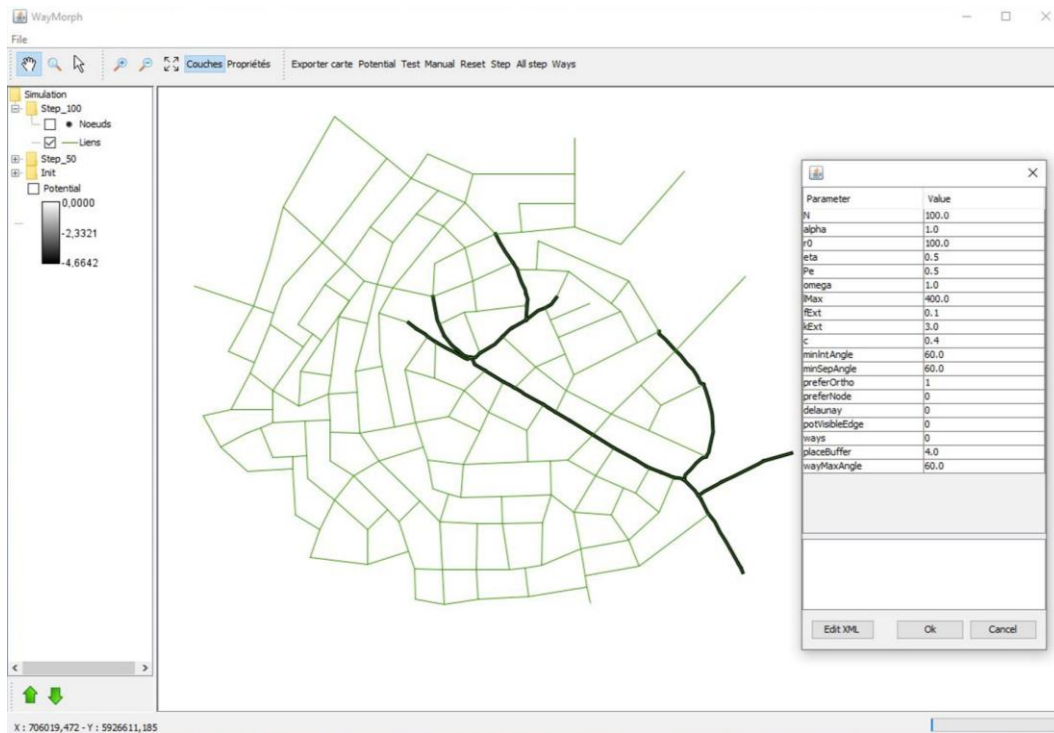 WayMorph
File
Couches Propriétés Exporter carte Potential Test Manual Reset Step All step Ways
Simulation
Step_100
Noeuds
Liens
Step_50
Init
Potential
0,0000
-2,3321
-4,6642
Parameter Value
N 100.0
alpha 1.0
r0 100.0
eta 0.5
Pe 0.5
omega 1.0
lMax 400.0
fExt 0.1
kExt 3.0
c 0.4
minIntAngle 60.0
minSepAngle 60.0
preferOrtho 1
preferNode 0
delaunay 0
potVisibleEdge 0
ways 0
placeBuffer 4.0
wayMaxAngle 60.0
Edit XML Ok Cancel
X : 706019,472 - Y : 5926611,185